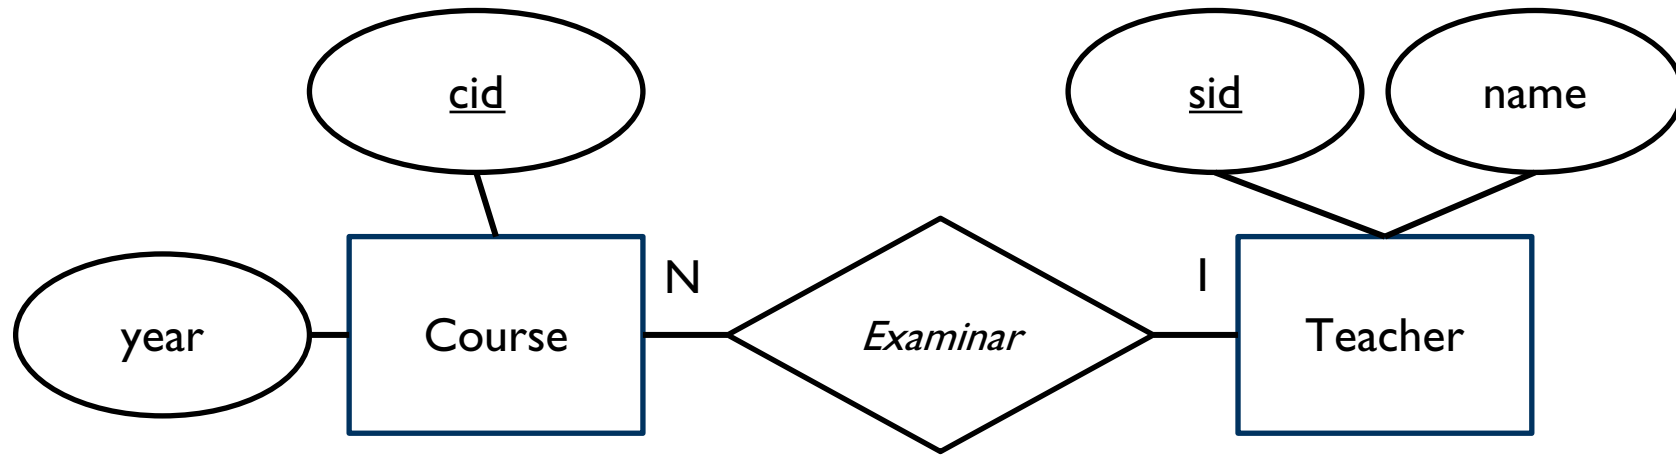 cid
sid
name
N
1
year
Course
Examinar
Teacher